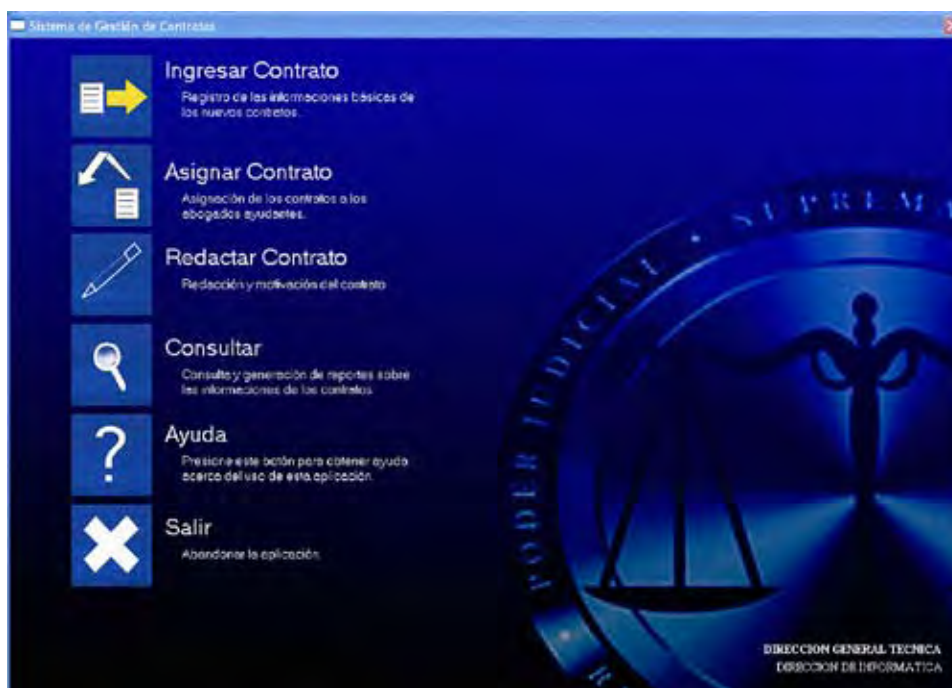 Sistema de Gestión de Contratos
Ingresar Contrato
Registro de las informaciones básicas de
los nuevos contratos.
Asignar Contrato
Asignación de los contratos a los
abogados ayudantes.
Redactar Contrato
Redacción y motivación del contrato
Consultar
Consulta y generación de reportes sobre
las informaciones de los contratos
Ayuda
Presione este botón para obtener ayuda
acerca del uso de esta aplicación.
Salir
Abandonar la aplicación.
PODER JUDICIAL • SUPREMA
DIRECCION GENERAL TECNICA
DIRECCION DE INFORMATICA